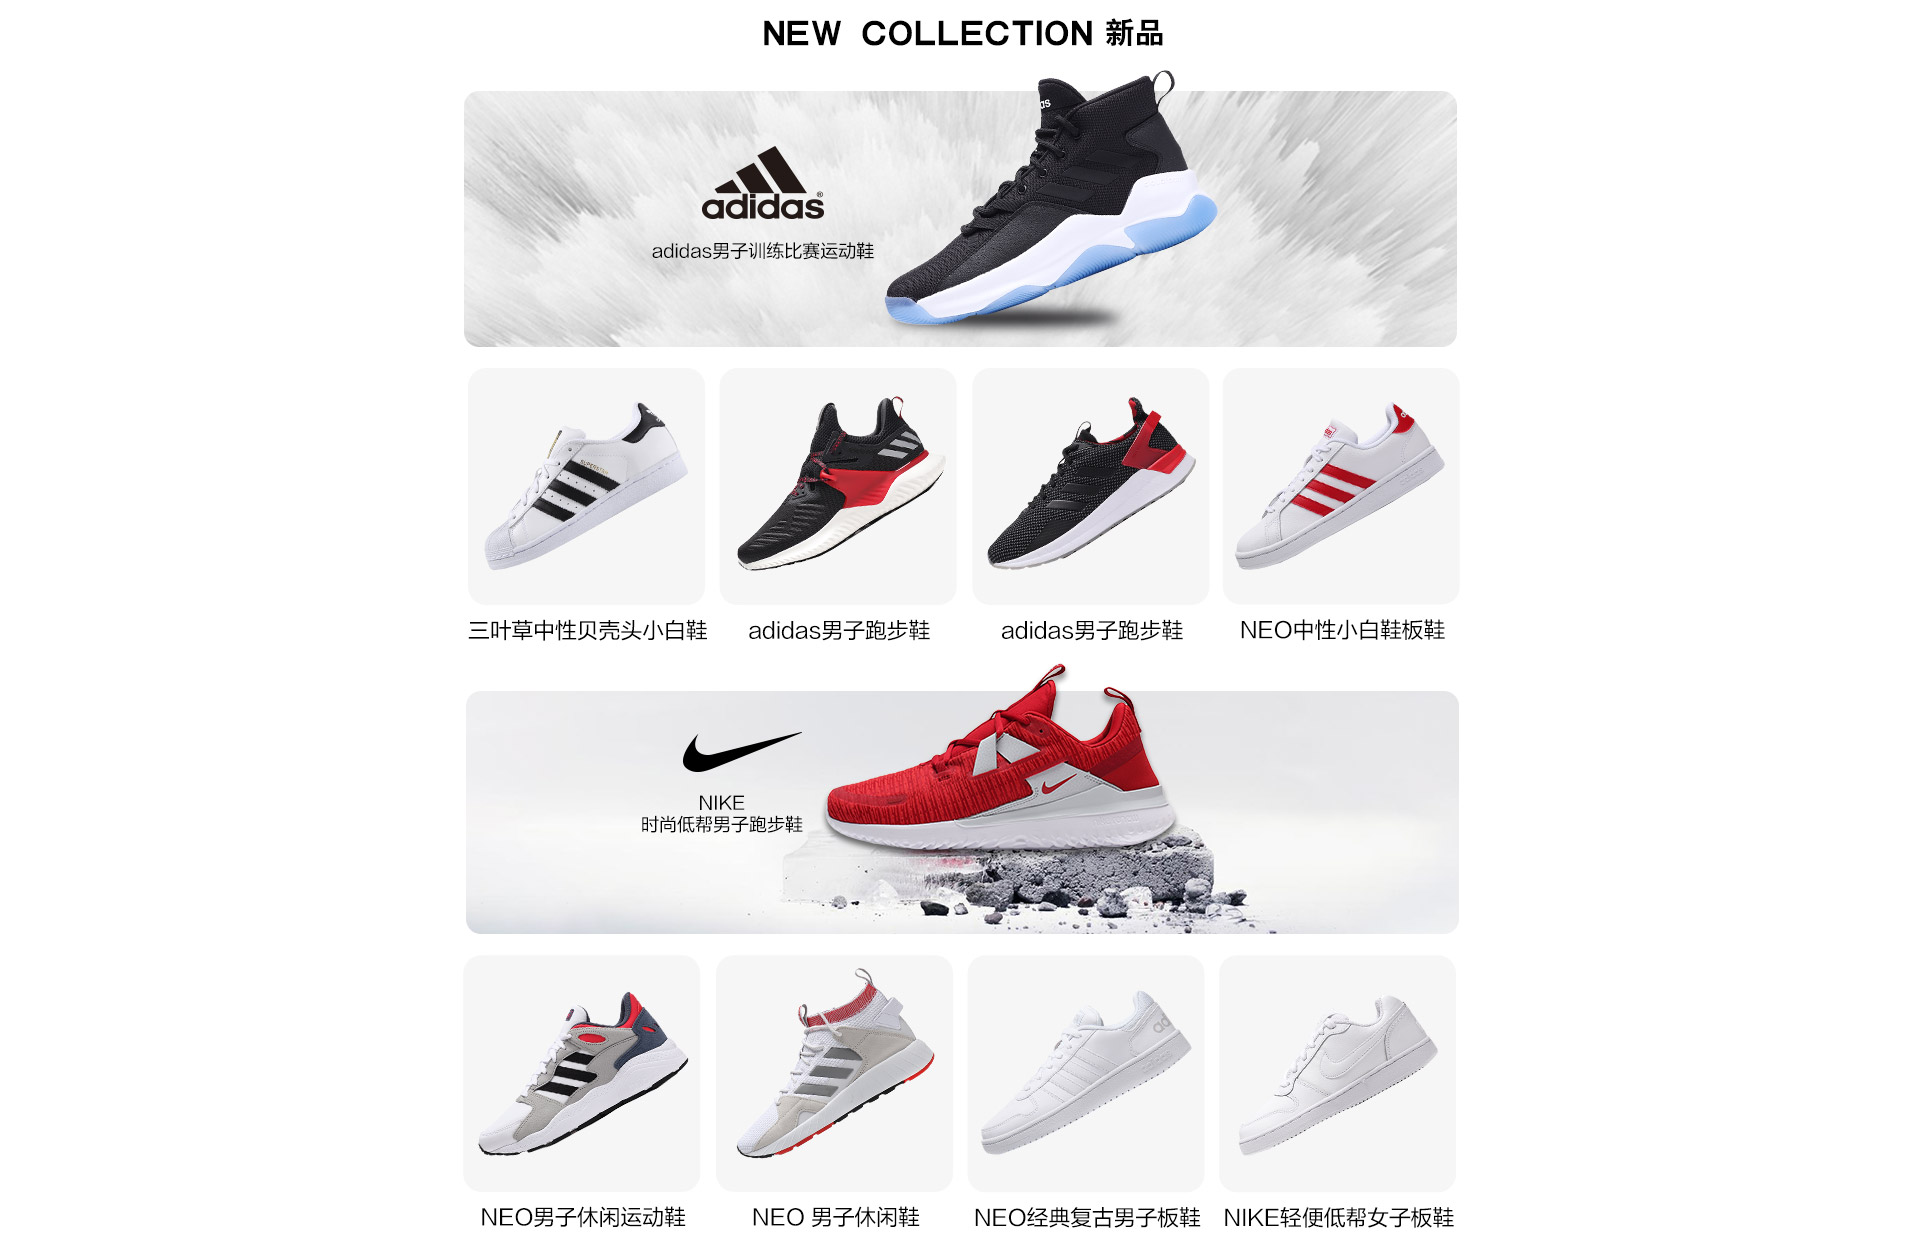 NEW COLLECTION 新品
das
adidas®
adidas男子训练比赛运动鞋
SUPERSTAR
三叶草中性贝壳头小白鞋
adidas男子跑步鞋
adidas男子跑步鞋
NEO中性小白鞋板鞋
NIKE
时尚低帮男子跑步鞋
ad
NEO男子休闲运动鞋
NEO 男子休闲鞋
NEO经典复古男子板鞋
NIKE轻便低帮女子板鞋